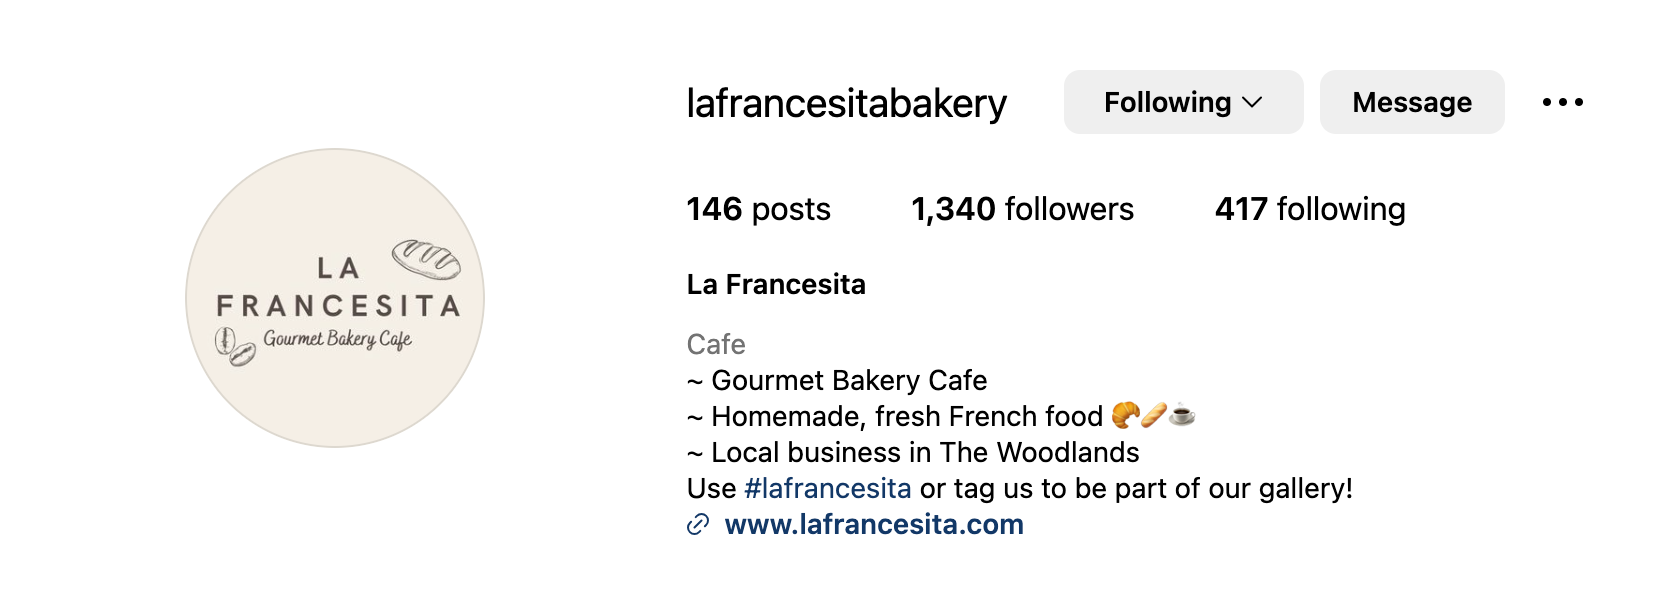 lafrancesitabakery Following Message
146 posts 1,340 followers 417 following
LA
FRANCESITA
Gourmet Bakery Cafe
La Francesita
Cafe
~ Gourmet Bakery Cafe
~ Homemade, fresh French food 🥐🥖☕
~ Local business in The Woodlands
Use #lafrancesita or tag us to be part of our gallery!
www.lafrancesita.com